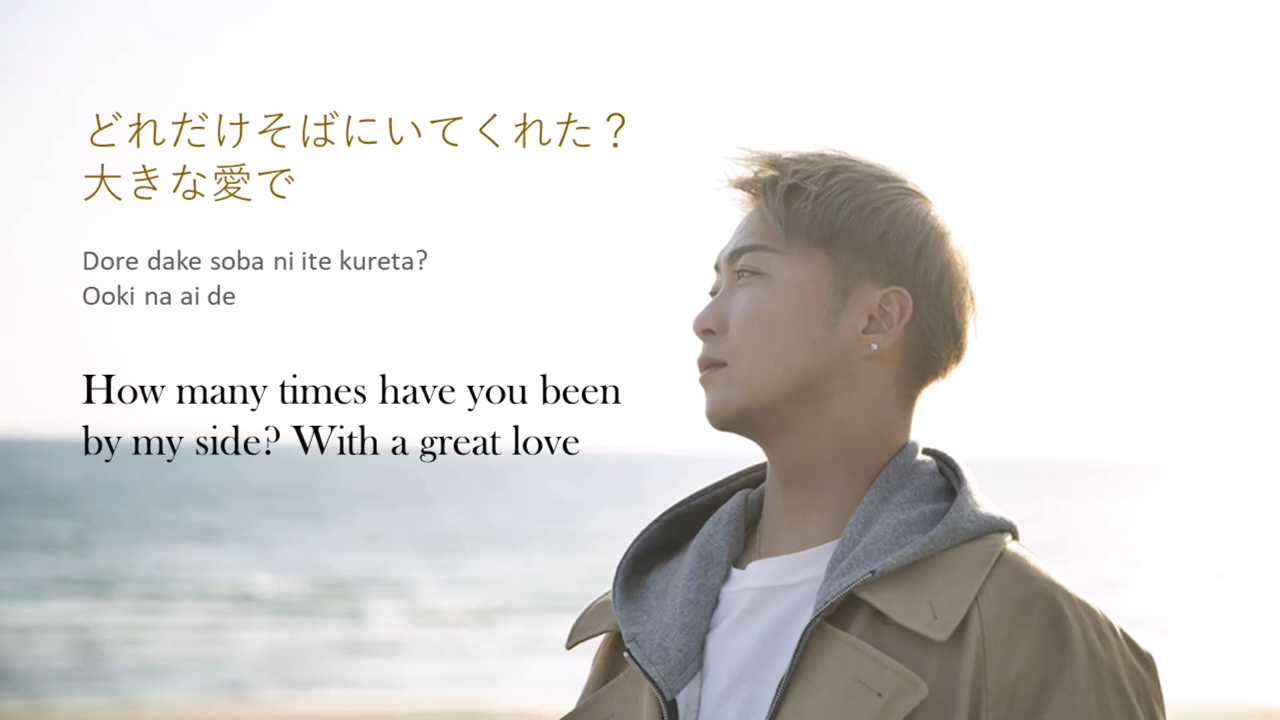 どれだけそばにいてくれた？
大きな愛で
Dore dake soba ni ite kureta?
Ooki na ai de
How many times have you been
by my side? With a great love